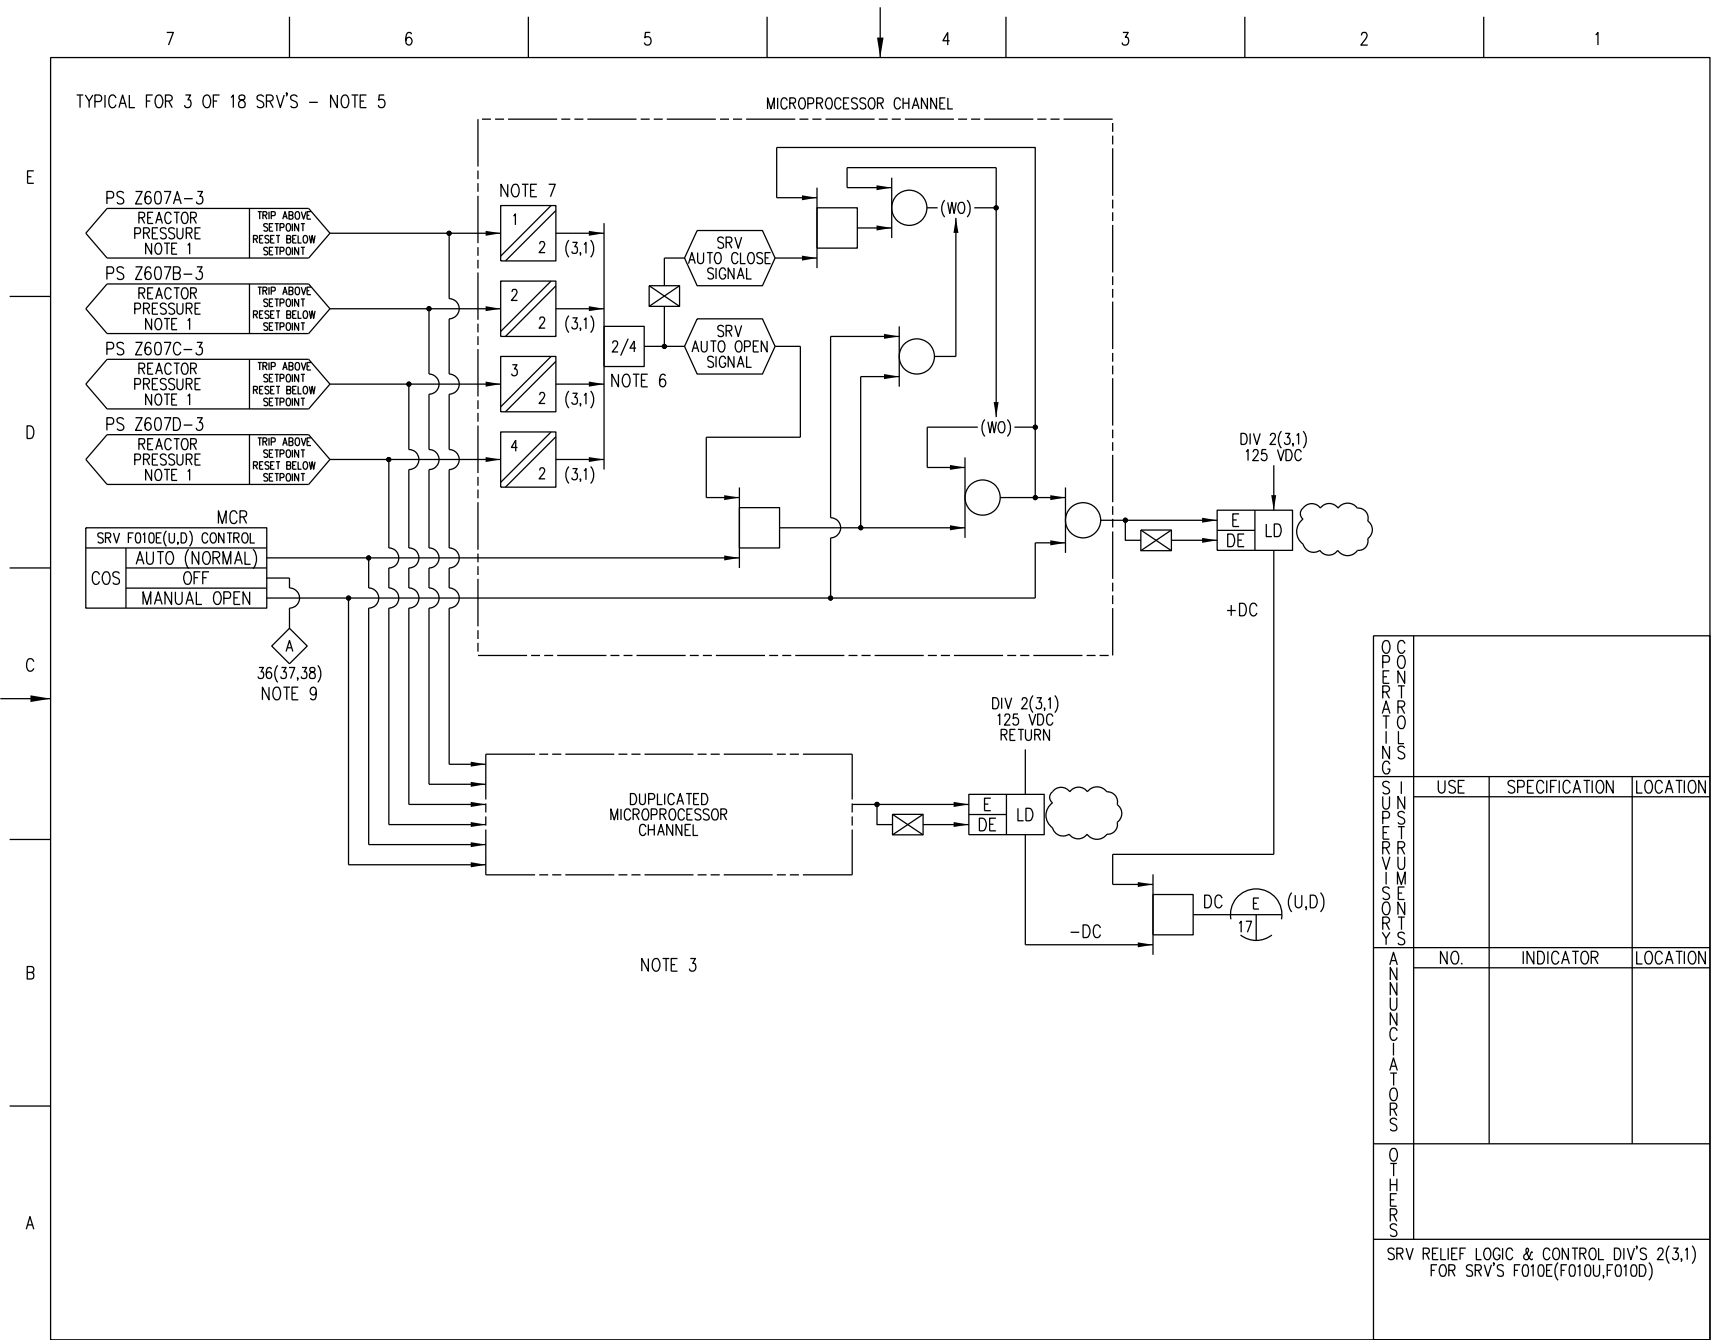 7 6 5 4 3 2 1
E
D
C
B
A
TYPICAL FOR 3 OF 18 SRV'S - NOTE 5
MICROPROCESSOR CHANNEL
PS Z607A-3
REACTOR
PRESSURE
NOTE 1
TRIP ABOVE
SETPOINT
RESET BELOW
SETPOINT
PS Z607B-3
REACTOR
PRESSURE
NOTE 1
TRIP ABOVE
SETPOINT
RESET BELOW
SETPOINT
PS Z607C-3
REACTOR
PRESSURE
NOTE 1
TRIP ABOVE
SETPOINT
RESET BELOW
SETPOINT
PS Z607D-3
REACTOR
PRESSURE
NOTE 1
TRIP ABOVE
SETPOINT
RESET BELOW
SETPOINT
NOTE 7
1
2 (3,1)
2
2 (3,1)
3
2 (3,1)
4
2 (3,1)
2/4
NOTE 6
SRV
AUTO CLOSE
SIGNAL
SRV
AUTO OPEN
SIGNAL
(WO)
(WO)
MCR
SRV F010E(U,D) CONTROL
COS
AUTO (NORMAL)
OFF
MANUAL OPEN
A
36(37,38)
NOTE 9
DIV 2(3,1)
125 VDC
E
DE
LD
+DC
DUPLICATED
MICROPROCESSOR
CHANNEL
DIV 2(3,1)
125 VDC
RETURN
E
DE
LD
-DC
DC
E
17
(U,D)
NOTE 3
OPERATING
CONTROLS
SUPERVISORY
INSTRUMENTS
USE SPECIFICATION LOCATION
ANNUNCIATORS
NO. INDICATOR LOCATION
OTHERS
SRV RELIEF LOGIC & CONTROL DIV'S 2(3,1)
FOR SRV'S F010E(F010U,F010D)